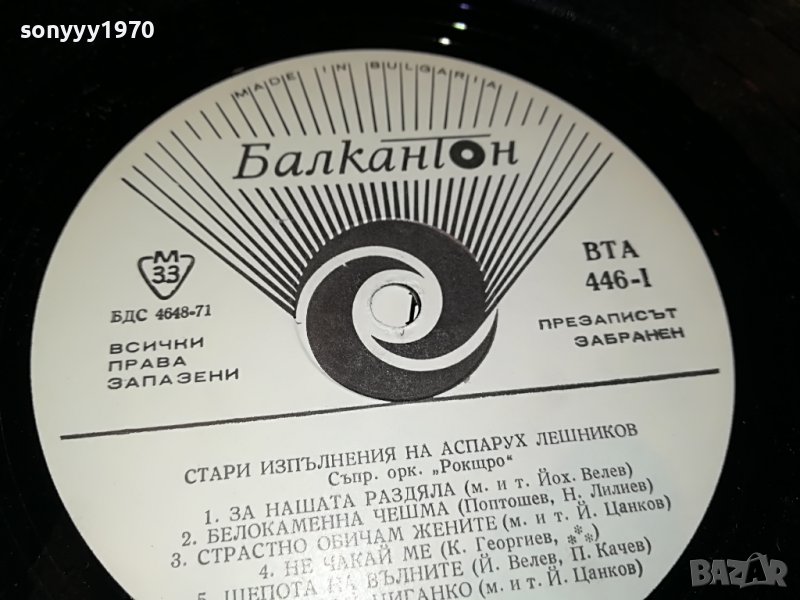 sonyyy1970
MADE IN BULGARIA
Балкантон
М
33
БДС 4648-71
ВСИЧКИ
ПРАВА
ЗАПАЗЕНИ
ВТА
446-I
ПРЕЗАПИСЪТ
ЗАБРАНЕН
СТАРИ ИЗПЪЛНЕНИЯ НА АСПАРУХ ЛЕШНИКОВ
Съпр. орк. „Рокщро“
1. ЗА НАШАТА РАЗДЯЛА (м. и т. Йох. Велев)
2. БЕЛОКАМЕННА ЧЕШМА (Поптошев, Н. Лилиев)
3. СТРАСТНО ОБИЧАМ ЖЕНИТЕ (м. и т. Й. Цанков)
4. НЕ ЧАКАЙ МЕ (К. Георгиев, ***)
5. ШЕПОТА НА ВЪЛНИТЕ (Й. Велев, П. Качев)
ЦИГАНКО (м. и т. Й. Цанков)
BAZAR